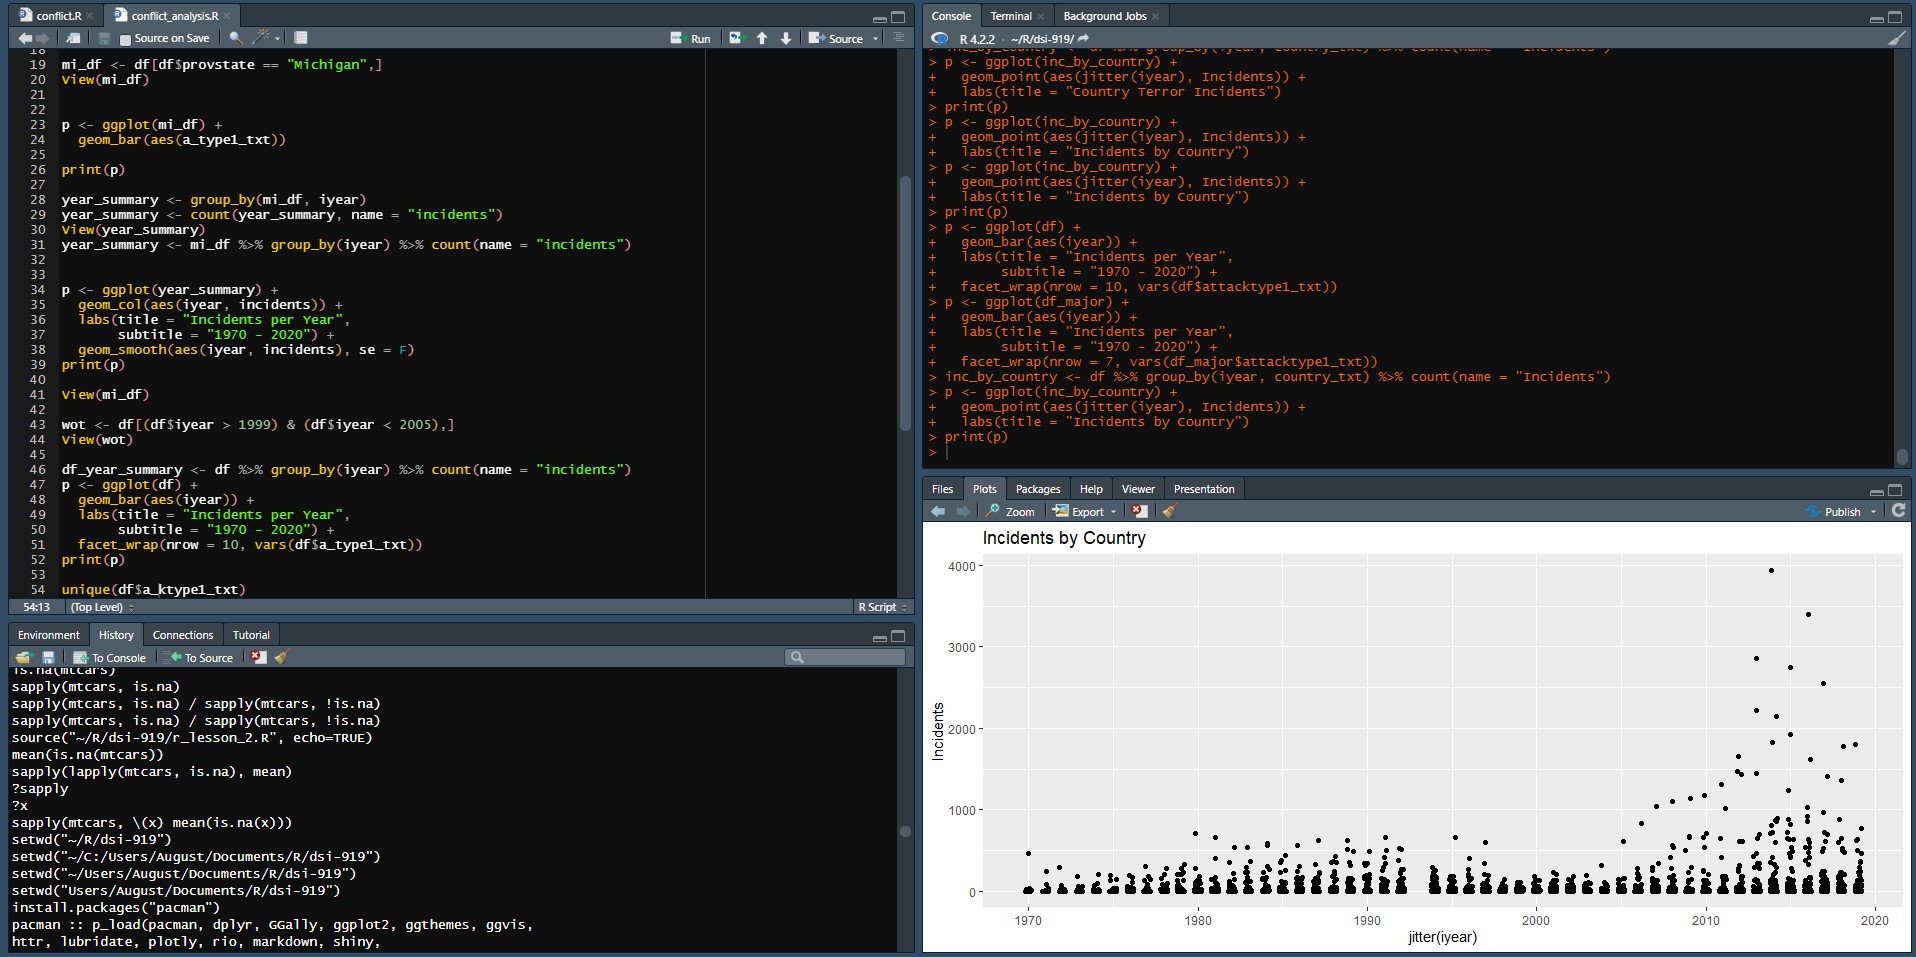 conflict.R
conflict_analysis.R
Source on Save
Run
Source
18
19 mi_df <- df[df$provstate == "Michigan",]
20 View(mi_df)
21
22
23 p <- ggplot(mi_df) +
24 geom_bar(aes(a_type1_txt))
25
26 print(p)
27
28 year_summary <- group_by(mi_df, iyear)
29 year_summary <- count(year_summary, name = "incidents")
30 View(year_summary)
31 year_summary <- mi_df %>% group_by(iyear) %>% count(name = "incidents")
32
33
34 p <- ggplot(year_summary) +
35 geom_col(aes(iyear, incidents)) +
36 labs(title = "Incidents per Year",
37 subtitle = "1970 - 2020") +
38 geom_smooth(aes(iyear, incidents), se = F)
39 print(p)
40
41 View(mi_df)
42
43 wot <- df[(df$iyear > 1999) & (df$iyear < 2005),]
44 View(wot)
45
46 df_year_summary <- df %>% group_by(iyear) %>% count(name = "incidents")
47 p <- ggplot(df) +
48 geom_bar(aes(iyear)) +
49 labs(title = "Incidents per Year",
50 subtitle = "1970 - 2020") +
51 facet_wrap(nrow = 10, vars(df$a_type1_txt))
52 print(p)
53
54 unique(df$a_ktype1_txt)
54:13 (Top Level) R Script
Environment History Connections Tutorial
To Console To Source
is.na(mtcars)
sapply(mtcars, is.na)
sapply(mtcars, is.na) / sapply(mtcars, !is.na)
sapply(mtcars, is.na) / sapply(mtcars, !is.na)
source("~/R/dsi-919/r_lesson_2.R", echo=TRUE)
mean(is.na(mtcars))
sapply(lapply(mtcars, is.na), mean)
?sapply
?x
sapply(mtcars, \(x) mean(is.na(x)))
setwd("~/R/dsi-919")
setwd("~/C:/Users/August/Documents/R/dsi-919")
setwd("~/Users/August/Documents/R/dsi-919")
setwd("Users/August/Documents/R/dsi-919")
install.packages("pacman")
pacman :: p_load(pacman, dplyr, GGally, ggplot2, ggthemes, ggvis,
httr, lubridate, plotly, rio, markdown, shiny,
Console Terminal Background Jobs
R 4.2.2 · ~/R/dsi-919/
> inc_by_country <- df %>% group_by(iyear, country_txt) %>% count(name = "Incidents")
> p <- ggplot(inc_by_country) +
+ geom_point(aes(jitter(iyear), Incidents)) +
+ labs(title = "Country Terror Incidents")
> print(p)
> p <- ggplot(inc_by_country) +
+ geom_point(aes(jitter(iyear), Incidents)) +
+ labs(title = "Incidents by Country")
> p <- ggplot(inc_by_country) +
+ geom_point(aes(jitter(iyear), Incidents)) +
+ labs(title = "Incidents by Country")
> print(p)
> p <- ggplot(df) +
+ geom_bar(aes(iyear)) +
+ labs(title = "Incidents per Year",
+ subtitle = "1970 - 2020") +
+ facet_wrap(nrow = 10, vars(df$attacktype1_txt))
> p <- ggplot(df_major) +
+ geom_bar(aes(iyear)) +
+ labs(title = "Incidents per Year",
+ subtitle = "1970 - 2020") +
+ facet_wrap(nrow = 7, vars(df_major$attacktype1_txt))
> inc_by_country <- df %>% group_by(iyear, country_txt) %>% count(name = "Incidents")
> p <- ggplot(inc_by_country) +
+ geom_point(aes(jitter(iyear), Incidents)) +
+ labs(title = "Incidents by Country")
> print(p)
>
Files Plots Packages Help Viewer Presentation
Zoom Export Publish
Incidents by Country
4000
3000
2000
1000
0
Incidents
1970 1980 1990 2000 2010 2020
jitter(iyear)